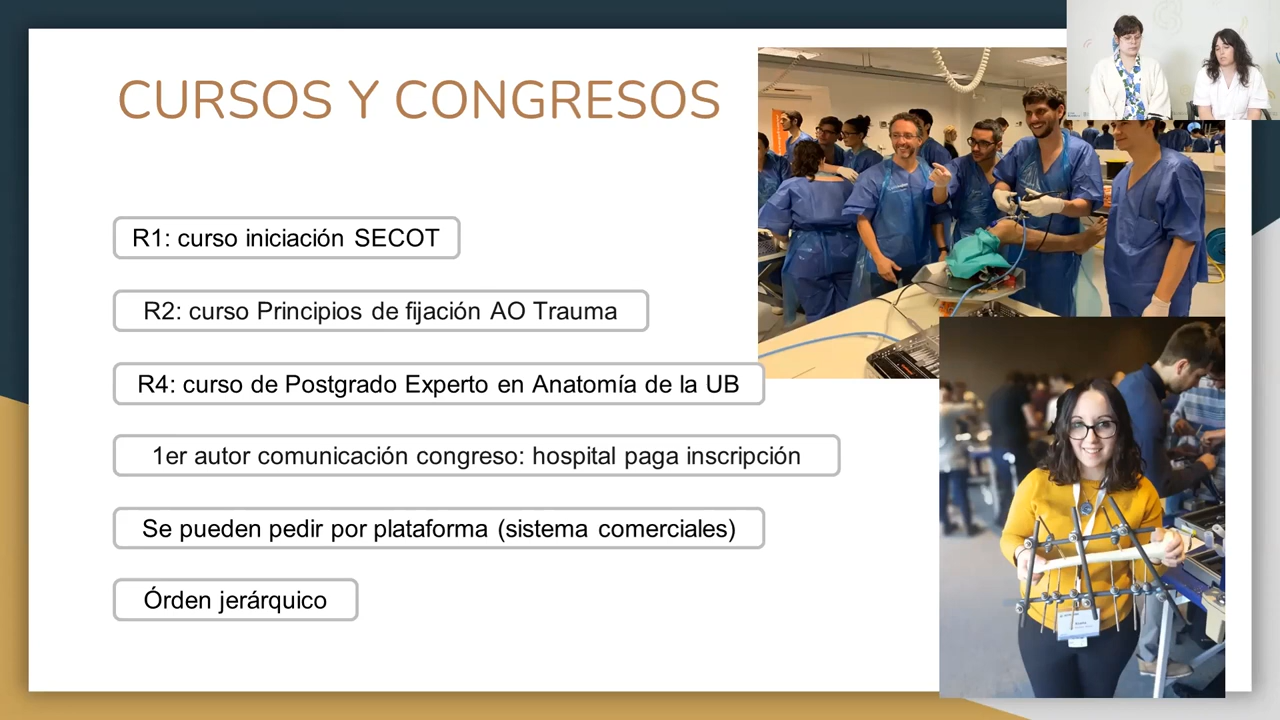 CURSOS Y CONGRESOS
R1: curso iniciación SECOT
R2: curso Principios de fijación AO Trauma
R4: curso de Postgrado Experto en Anatomía de la UB
1er autor comunicación congreso: hospital paga inscripción
Se pueden pedir por plataforma (sistema comerciales)
Órden jerárquico